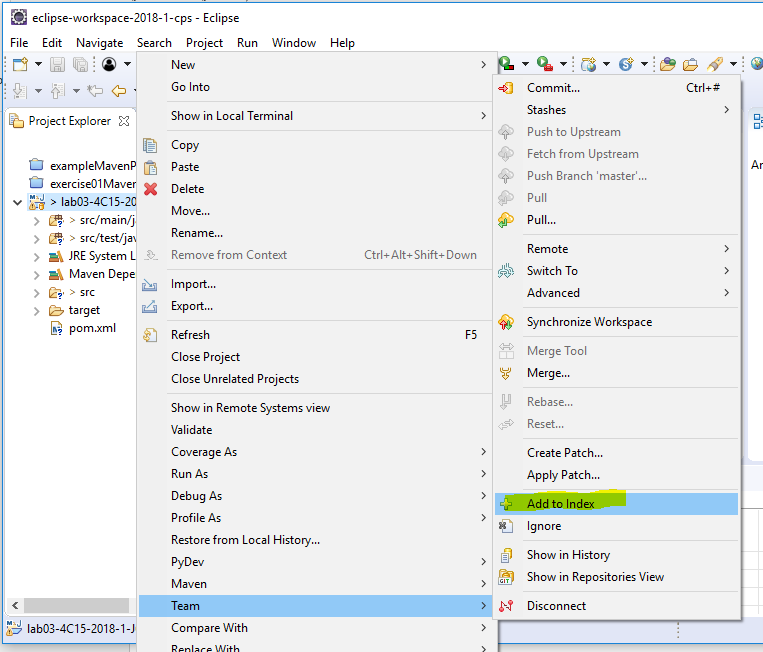 eclipse-workspace-2018-1-cps - Eclipse
File Edit Navigate Search Project Run Window Help
Project Explorer
exampleMavenP
exercise01Maven
> lab03-4C15-20
> src/main/j
> src/test/jav
JRE System L
Maven Depe
> src
target
pom.xml
lab03-4C15-2018-1-J
New
Go Into
Show in Local Terminal
Copy
Paste
Delete
Move...
Rename...
Remove from Context Ctrl+Alt+Shift+Down
Import...
Export...
Refresh F5
Close Project
Close Unrelated Projects
Show in Remote Systems view
Validate
Coverage As
Run As
Debug As
Profile As
Restore from Local History...
PyDev
Maven
Team
Compare With
Replace With
Commit... Ctrl+#
Stashes
Push to Upstream
Fetch from Upstream
Push Branch 'master'...
Pull
Pull...
Remote
Switch To
Advanced
Synchronize Workspace
Merge Tool
Merge...
Rebase...
Reset...
Create Patch...
Apply Patch...
Add to Index
Ignore
Show in History
Show in Repositories View
Disconnect